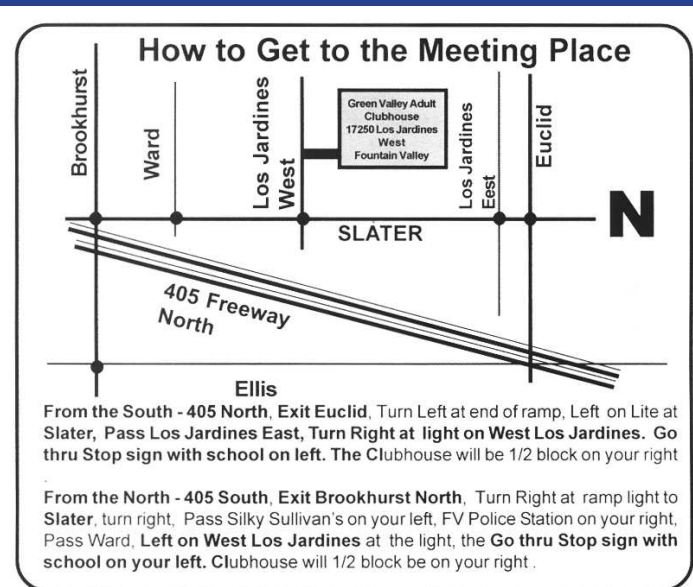 How to Get to the Meeting Place
Brookhurst
Ward
Los Jardines
West
Green Valley Adult
Clubhouse
17250 Los Jardines
West
Fountain Valley
Los Jardines
Eest
Euclid
N
SLATER
405 Freeway
North
Ellis
From the South - 405 North, Exit Euclid, Turn Left at end of ramp, Left on Lite at
Slater, Pass Los Jardines East, Turn Right at light on West Los Jardines. Go
thru Stop sign with school on left. The Clubhouse will be 1/2 block on your right
.
From the North - 405 South, Exit Brookhurst North, Turn Right at ramp light to
Slater, turn right, Pass Silky Sullivan's on your left, FV Police Station on your right,
Pass Ward, Left on West Los Jardines at the light, the Go thru Stop sign with
school on your left. Clubhouse will 1/2 block be on your right .